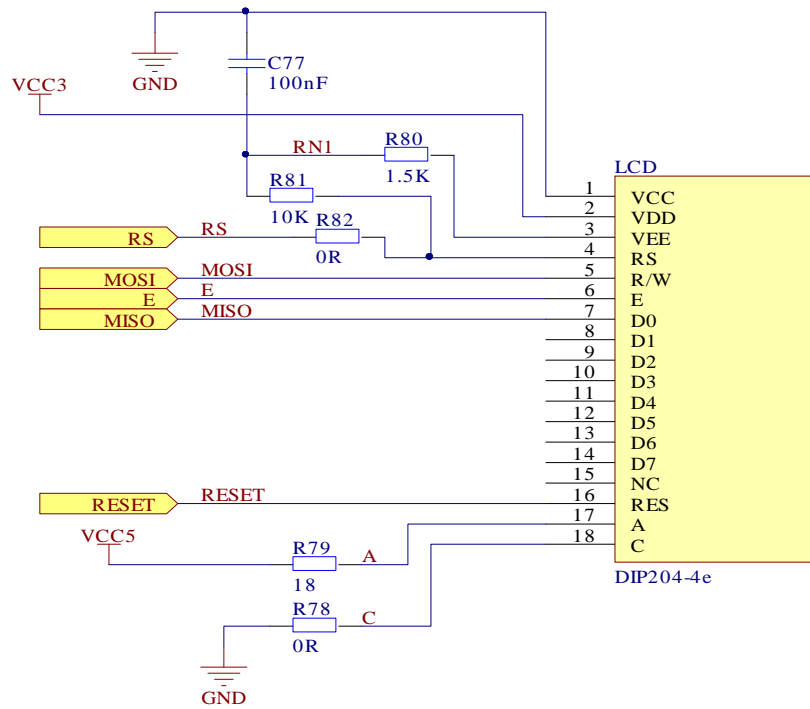 C77
100nF
GND
VCC3
RN1
R80
1.5K
LCD
R81
10K
R82
0R
RS
RS
MOSI
MOSI
E
E
MISO
MISO
1 VCC
2 VDD
3 VEE
4 RS
5 R/W
6 E
7 D0
8 D1
9 D2
10 D3
11 D4
12 D5
13 D6
14 D7
15 NC
16 RES
17 A
18 C
RESET
RESET
VCC5
R79
A
18
DIP204-4e
R78
C
0R
GND